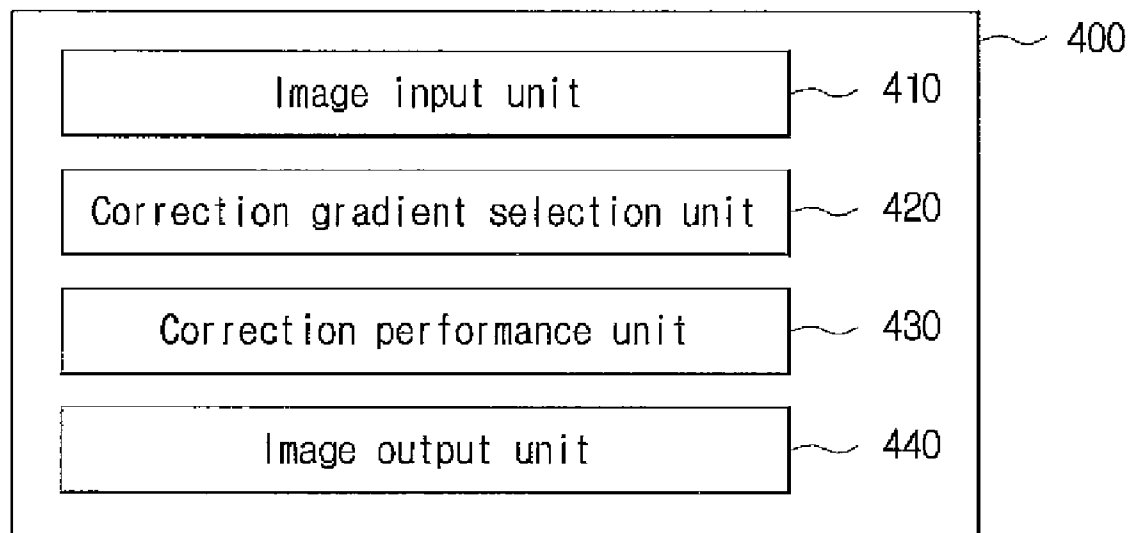 400
Image input unit 410
Correction gradient selection unit 420
Correction performance unit 430
Image output unit 440